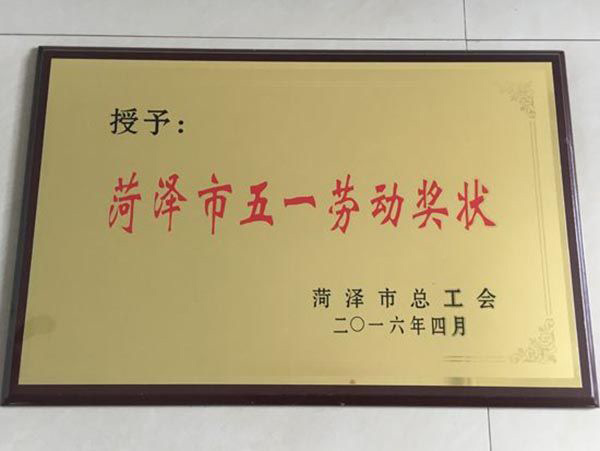 授予：
菏泽市五一劳动奖状
菏泽市总工会
二〇一六年四月